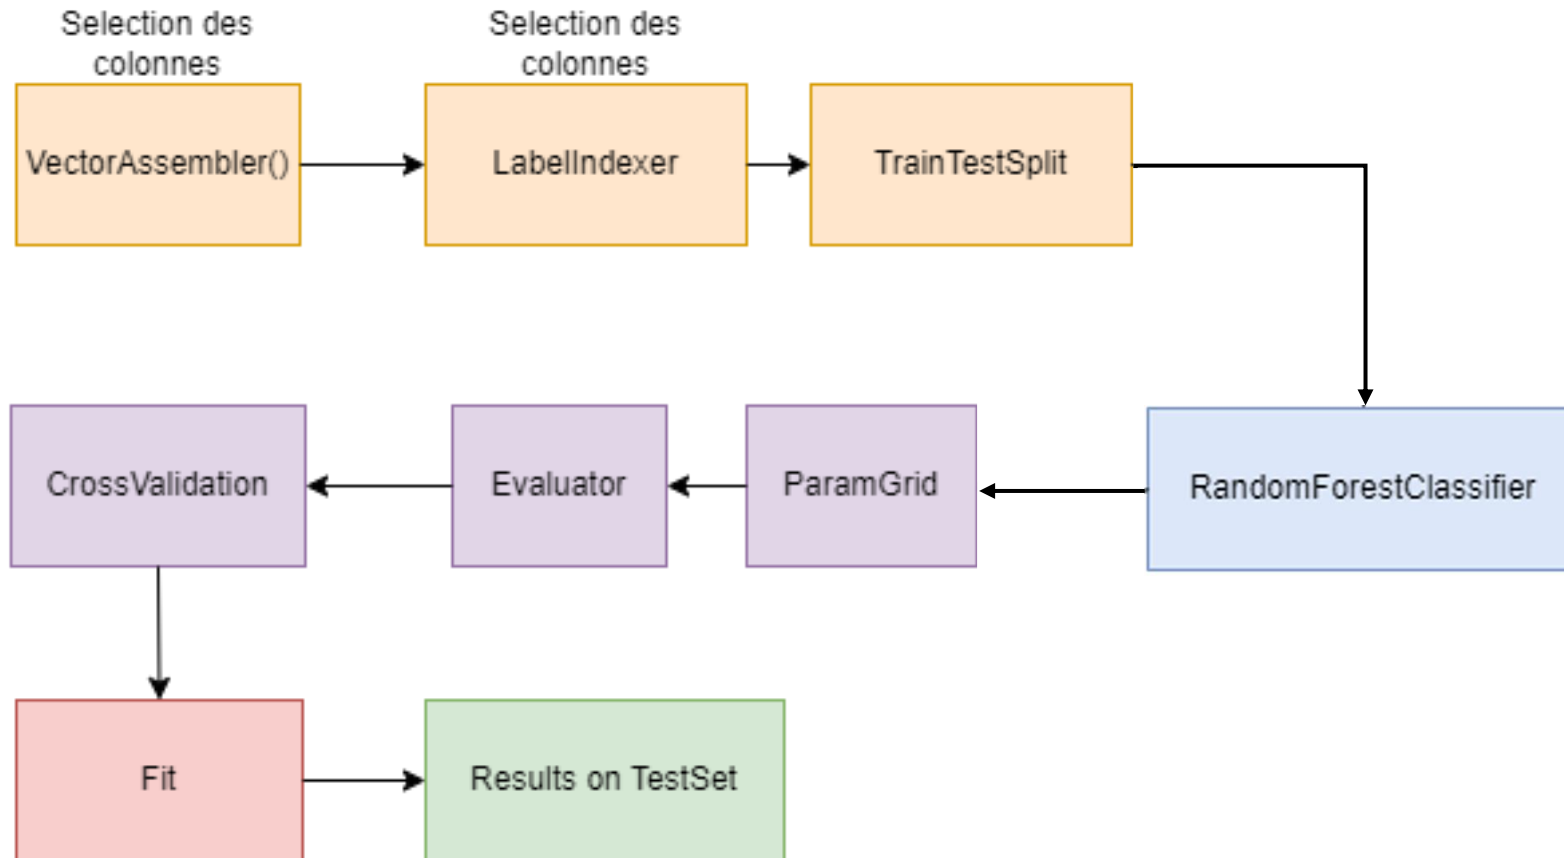 Selection des
colonnes
Selection des
colonnes
VectorAssembler()
LabelIndexer
TrainTestSplit
CrossValidation
Evaluator
ParamGrid
RandomForestClassifier
Fit
Results on TestSet